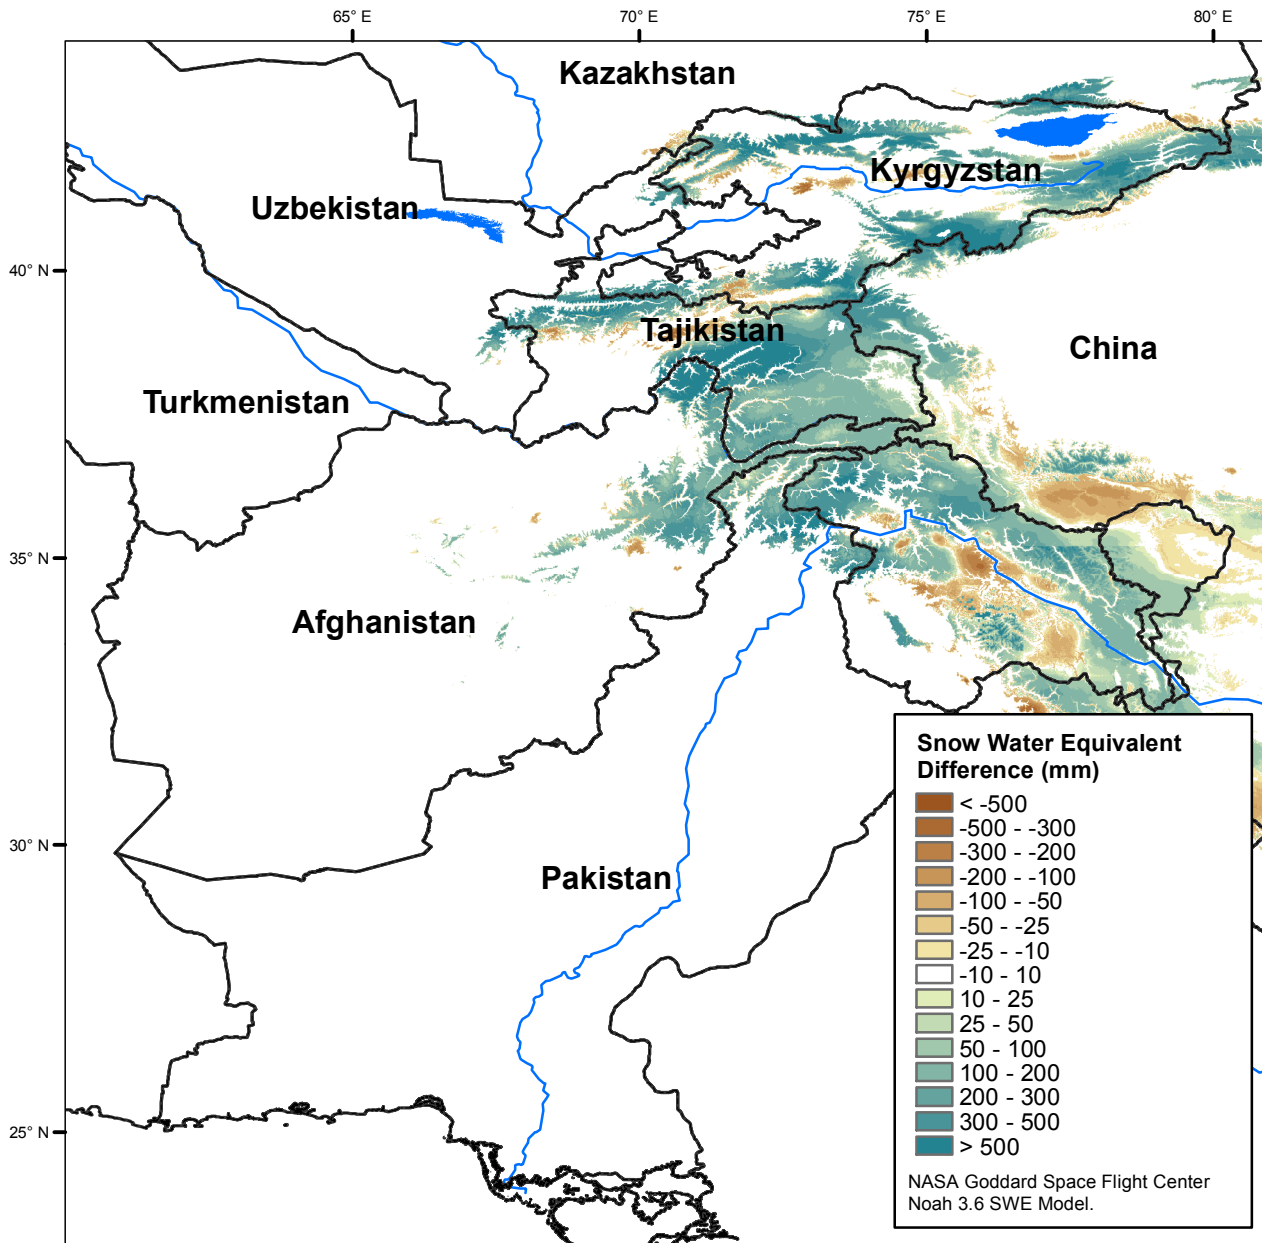 65° E
70° E
75° E
80° E
Kazakhstan
Kyrgyzstan
Uzbekistan
40° N
Tajikistan
China
Turkmenistan
35° N
Afghanistan
30° N
Pakistan
25° N
Snow Water Equivalent
Difference (mm)
< -500
-500 - -300
-300 - -200
-200 - -100
-100 - -50
-50 - -25
-25 - -10
-10 - 10
10 - 25
25 - 50
50 - 100
100 - 200
200 - 300
300 - 500
> 500
NASA Goddard Space Flight Center
Noah 3.6 SWE Model.